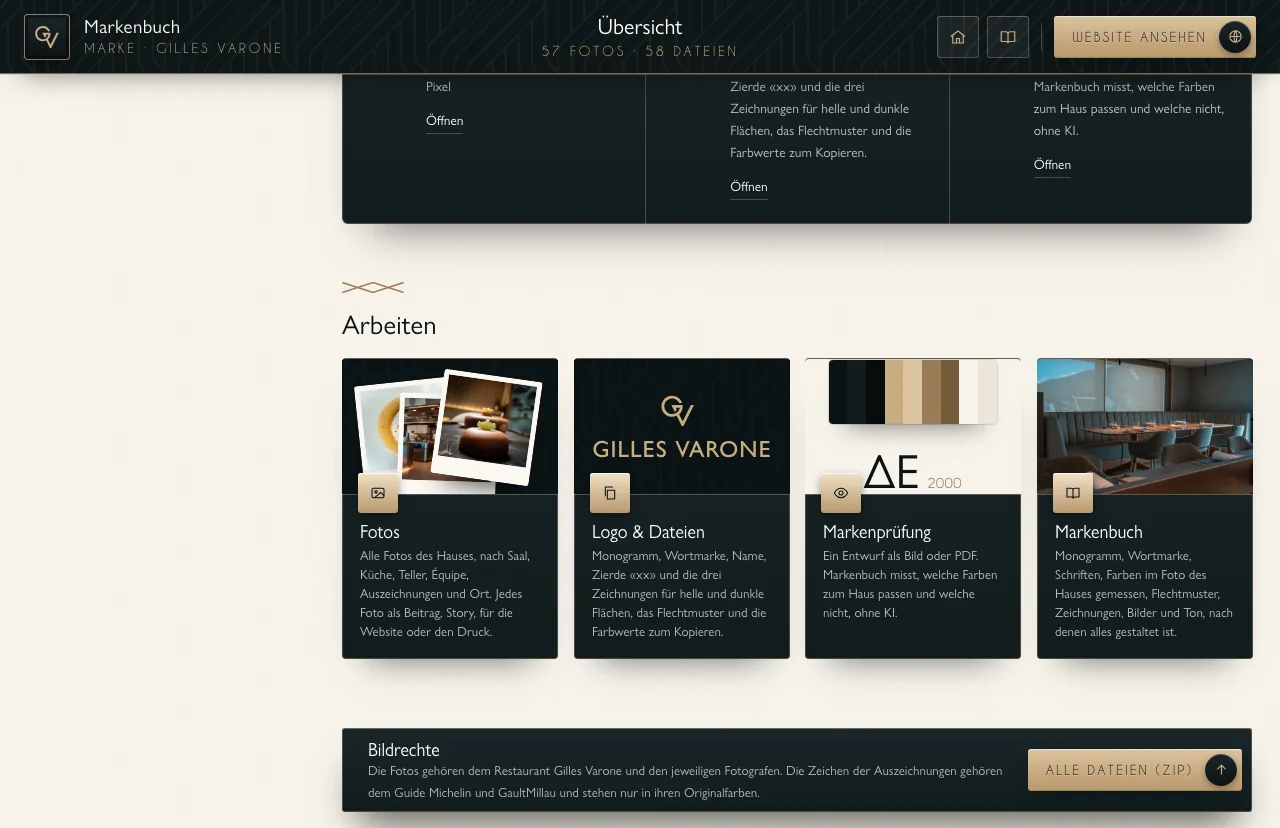 GV
Markenbuch
MARKE · GILLES VARONE
Übersicht
57 FOTOS · 58 DATEIEN
WEBSITE ANSEHEN
Pixel
Öffnen
Zierde «xx» und die drei
Zeichnungen für helle und dunkle
Flächen, das Flechtmuster und die
Farbwerte zum Kopieren.
Öffnen
Markenbuch misst, welche Farben
zum Haus passen und welche nicht,
ohne KI.
Öffnen
Arbeiten
Fotos
Alle Fotos des Hauses, nach Saal,
Küche, Teller, Équipe,
Auszeichnungen und Ort. Jedes
Foto als Beitrag, Story, für die
Website oder den Druck.
GV
GILLES VARONE
Logo & Dateien
Monogramm, Wortmarke, Name,
Zierde «xx» und die drei
Zeichnungen für helle und dunkle
Flächen, das Flechtmuster und die
Farbwerte zum Kopieren.
ΔE 2000
Markenprüfung
Ein Entwurf als Bild oder PDF.
Markenbuch misst, welche Farben
zum Haus passen und welche
nicht, ohne KI.
Markenbuch
Monogramm, Wortmarke,
Schriften, Farben im Foto des
Hauses gemessen, Flechtmuster,
Zeichnungen, Bilder und Ton, nach
denen alles gestaltet ist.
Bildrechte
Die Fotos gehören dem Restaurant Gilles Varone und den jeweiligen Fotografen. Die Zeichen der Auszeichnungen gehören
dem Guide Michelin und GaultMillau und stehen nur in ihren Originalfarben.
ALLE DATEIEN (ZIP)